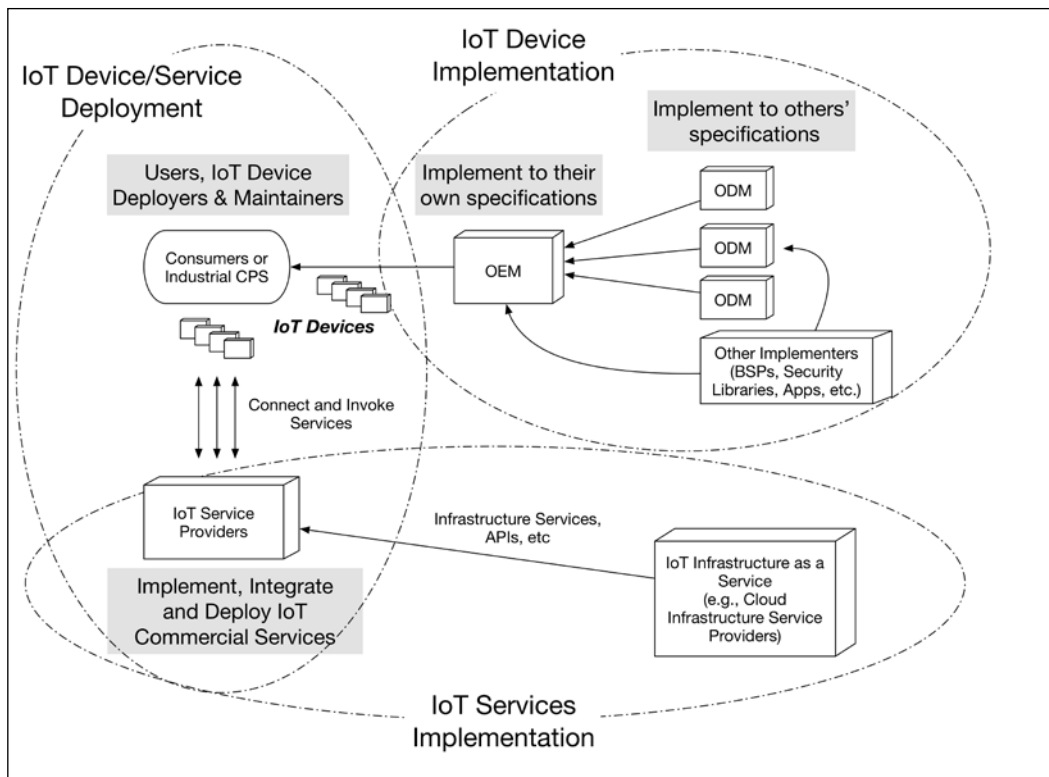 IoT Device
Implementation
IoT Device/Service
Deployment
Implement to others'
specifications
Users, IoT Device
Deployers & Maintainers
Implement to their
own specifications
ODM
ODM
ODM
Consumers or
Industrial CPS
OEM
IoT Devices
Other Implementers
(BSPs, Security
Libraries, Apps, etc.)
Connect and Invoke
Services
IoT Service
Providers
Infrastructure Services,
APIs, etc
IoT Infrastructure as a
Service
(e.g., Cloud
Infrastructure Service
Providers)
Implement, Integrate
and Deploy IoT
Commercial Services
IoT Services
Implementation